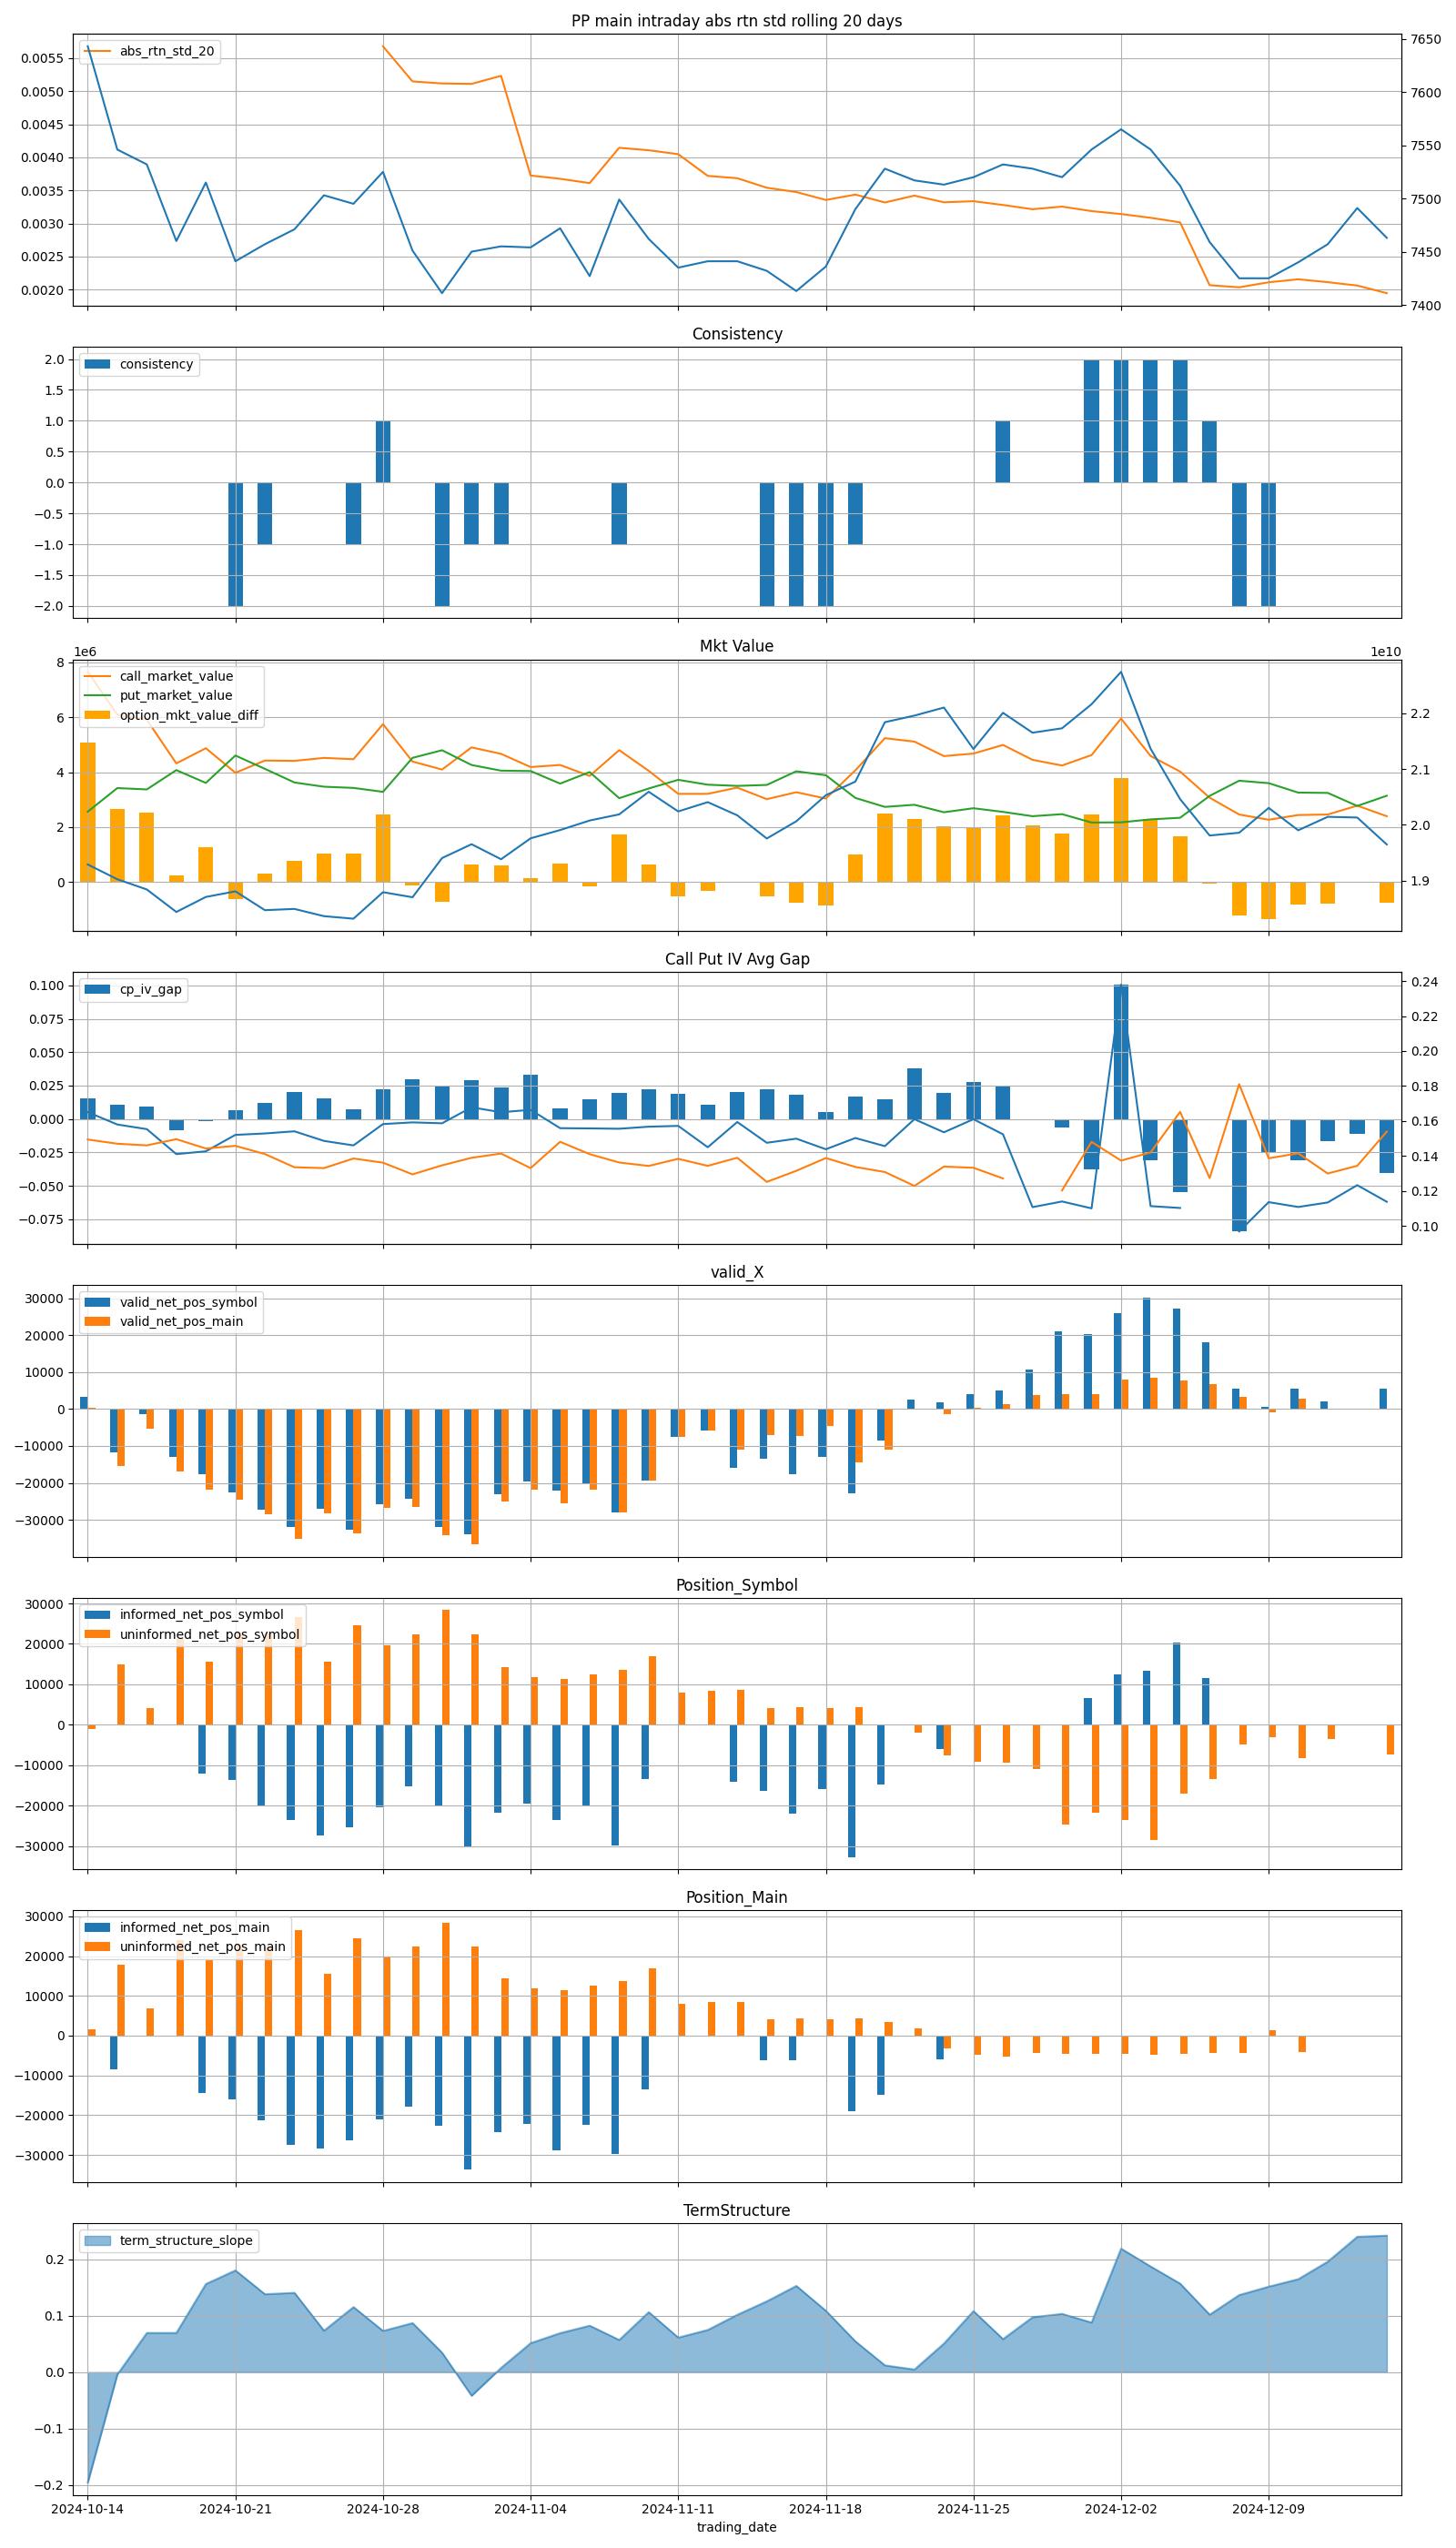 PP main intraday abs rtn std rolling 20 days
abs_rtn_std_20
0.0055
0.0050
0.0045
0.0040
0.0035
0.0030
0.0025
0.0020
7650
7600
7550
7500
7450
7400
Consistency
consistency
2.0
1.5
1.0
0.5
0.0
−0.5
−1.0
−1.5
−2.0
Mkt Value
1e6
1e10
call_market_value
put_market_value
option_mkt_value_diff
8
6
4
2
0
2.2
2.1
2.0
1.9
Call Put IV Avg Gap
cp_iv_gap
0.100
0.075
0.050
0.025
0.000
−0.025
−0.050
−0.075
0.24
0.22
0.20
0.18
0.16
0.14
0.12
0.10
valid_X
valid_net_pos_symbol
valid_net_pos_main
30000
20000
10000
0
−10000
−20000
−30000
Position_Symbol
informed_net_pos_symbol
uninformed_net_pos_symbol
30000
20000
10000
0
−10000
−20000
−30000
Position_Main
informed_net_pos_main
uninformed_net_pos_main
30000
20000
10000
0
−10000
−20000
−30000
TermStructure
term_structure_slope
0.2
0.1
0.0
−0.1
−0.2
2024-10-14 2024-10-21 2024-10-28 2024-11-04 2024-11-11 2024-11-18 2024-11-25 2024-12-02 2024-12-09
trading_date